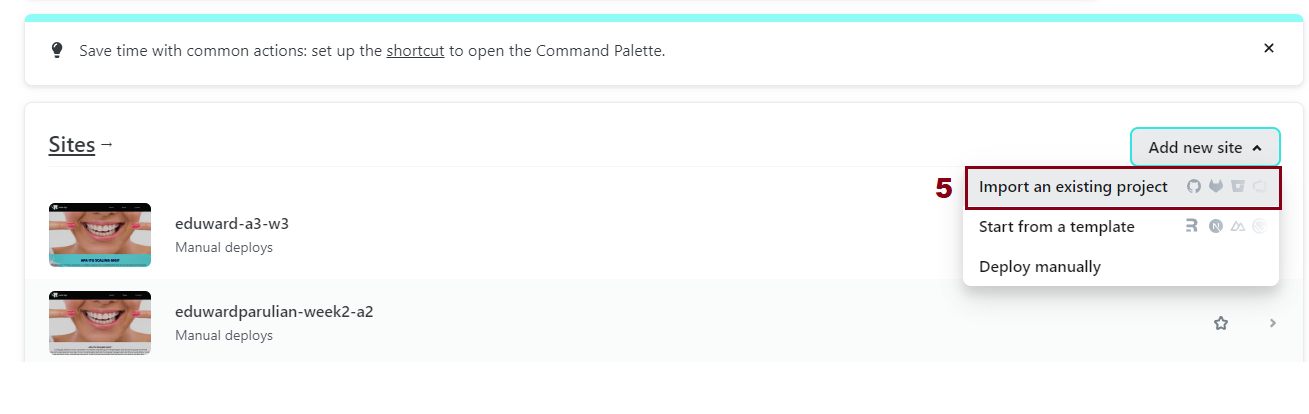 Save time with common actions: set up the shortcut to open the Command Palette.
Sites →
Add new site
5
Import an existing project
eduward-a3-w3
Manual deploys
Start from a template
Deploy manually
eduwardparulian-week2-a2
Manual deploys